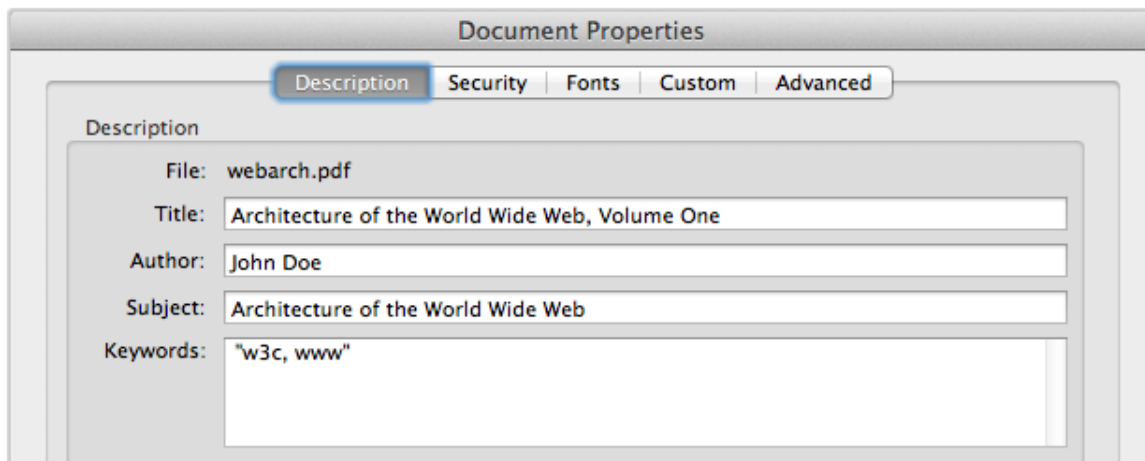 Document Properties
Description Security Fonts Custom Advanced
Description
File: webarch.pdf
Title: Architecture of the World Wide Web, Volume One
Author: John Doe
Subject: Architecture of the World Wide Web
Keywords: "w3c, www"